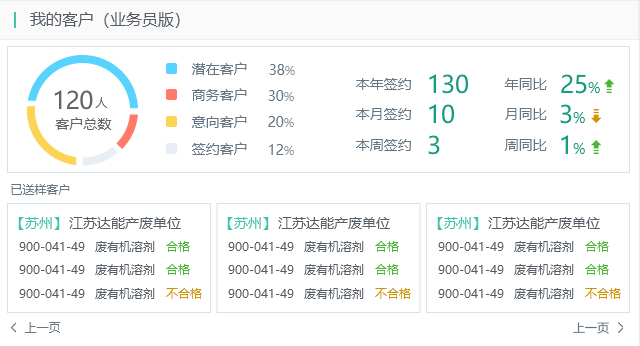 我的客户（业务员版）
120人
客户总数
潜在客户 38%
商务客户 30%
意向客户 20%
签约客户 12%
本年签约 130 年同比 25%
本月签约 10 月同比 3%
本周签约 3 周同比 1%
已送样客户
【苏州】江苏达能产废单位 【苏州】江苏达能产废单位 【苏州】江苏达能产废单位
900-041-49 废有机溶剂 合格 900-041-49 废有机溶剂 合格 900-041-49 废有机溶剂 合格
900-041-49 废有机溶剂 合格 900-041-49 废有机溶剂 合格 900-041-49 废有机溶剂 合格
900-041-49 废有机溶剂 不合格 900-041-49 废有机溶剂 不合格 900-041-49 废有机溶剂 不合格
上一页 上一页